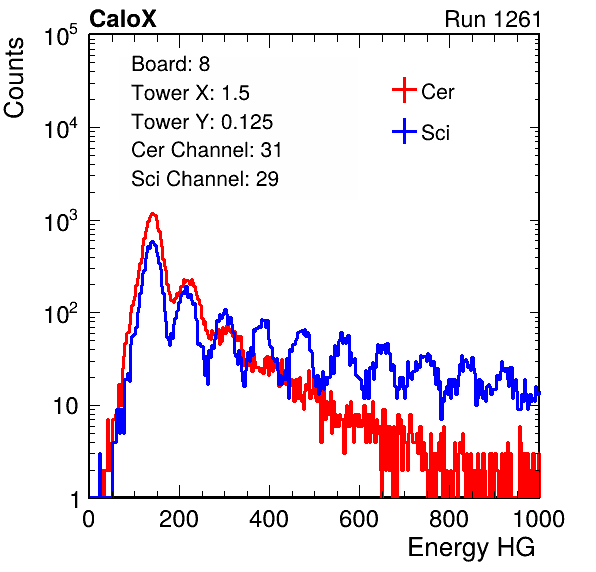 CaloX Run 1261
Counts
Board: 8
Tower X: 1.5
Tower Y: 0.125
Cer Channel: 31
Sci Channel: 29
Cer
Sci
10^5
10^4
10^3
10^2
10
1
0 200 400 600 800 1000
Energy HG